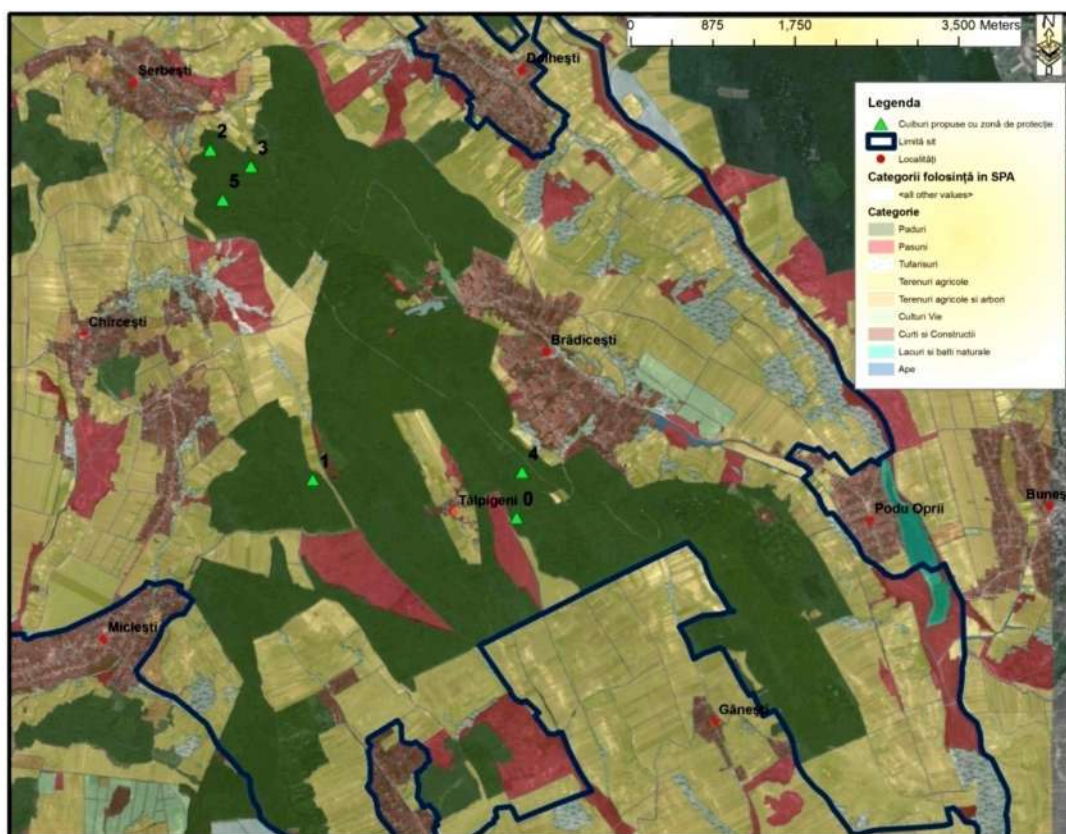 0 875 1,750 3,500 Meters
N
Șerbești
Dolhești
Legenda
Cuiburi propuse cu zonă de protecție
Limită sit
Localități
Categorii folosință in SPA
<all other values>
Categorie
Paduri
Pasuni
Tufarisuri
Terenuri agricole
Terenuri agricole si arbori
Culturi Vie
Curti si Constructii
Lacuri si balti naturale
Ape
2
3
5
Chircești
Brădicești
1
4
Tălpigeni 0
Podu Oprii
Buneș
Miclești
Gănești